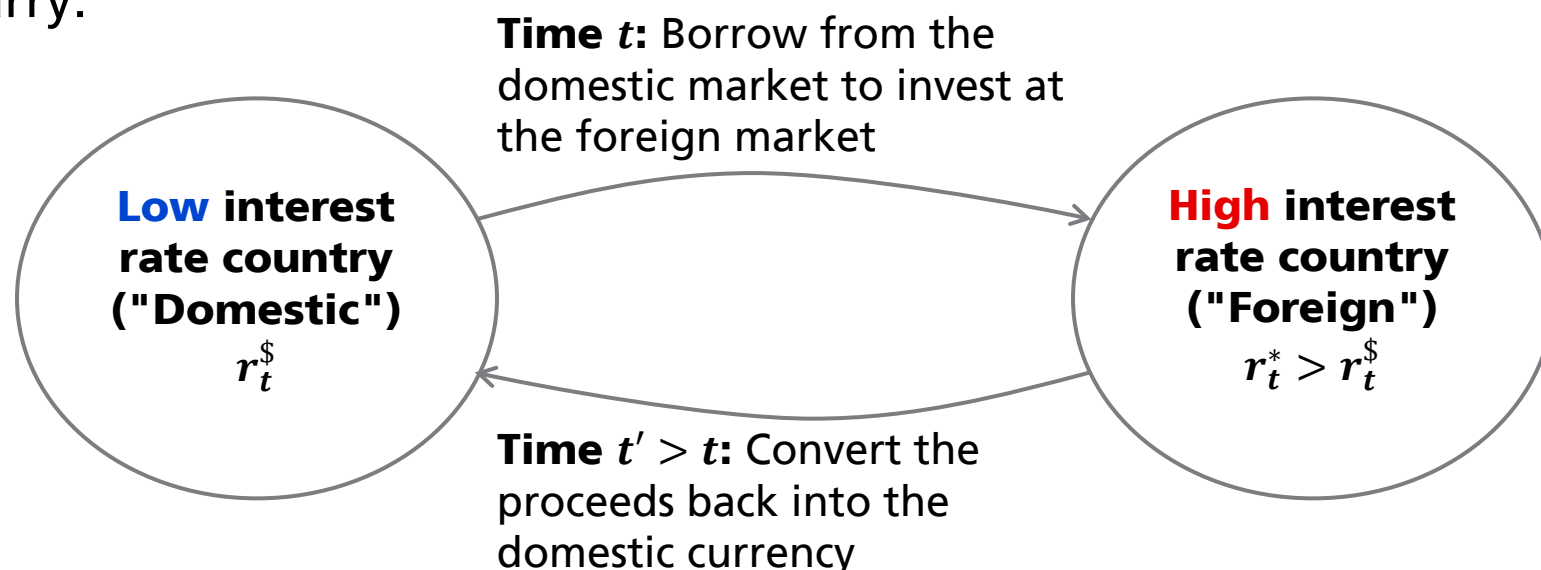 Time t: Borrow from the
domestic market to invest at
the foreign market
Low interest
rate country
("Domestic")
r_t^$
High interest
rate country
("Foreign")
r_t^* > r_t^$
Time t′ > t: Convert the
proceeds back into the
domestic currency